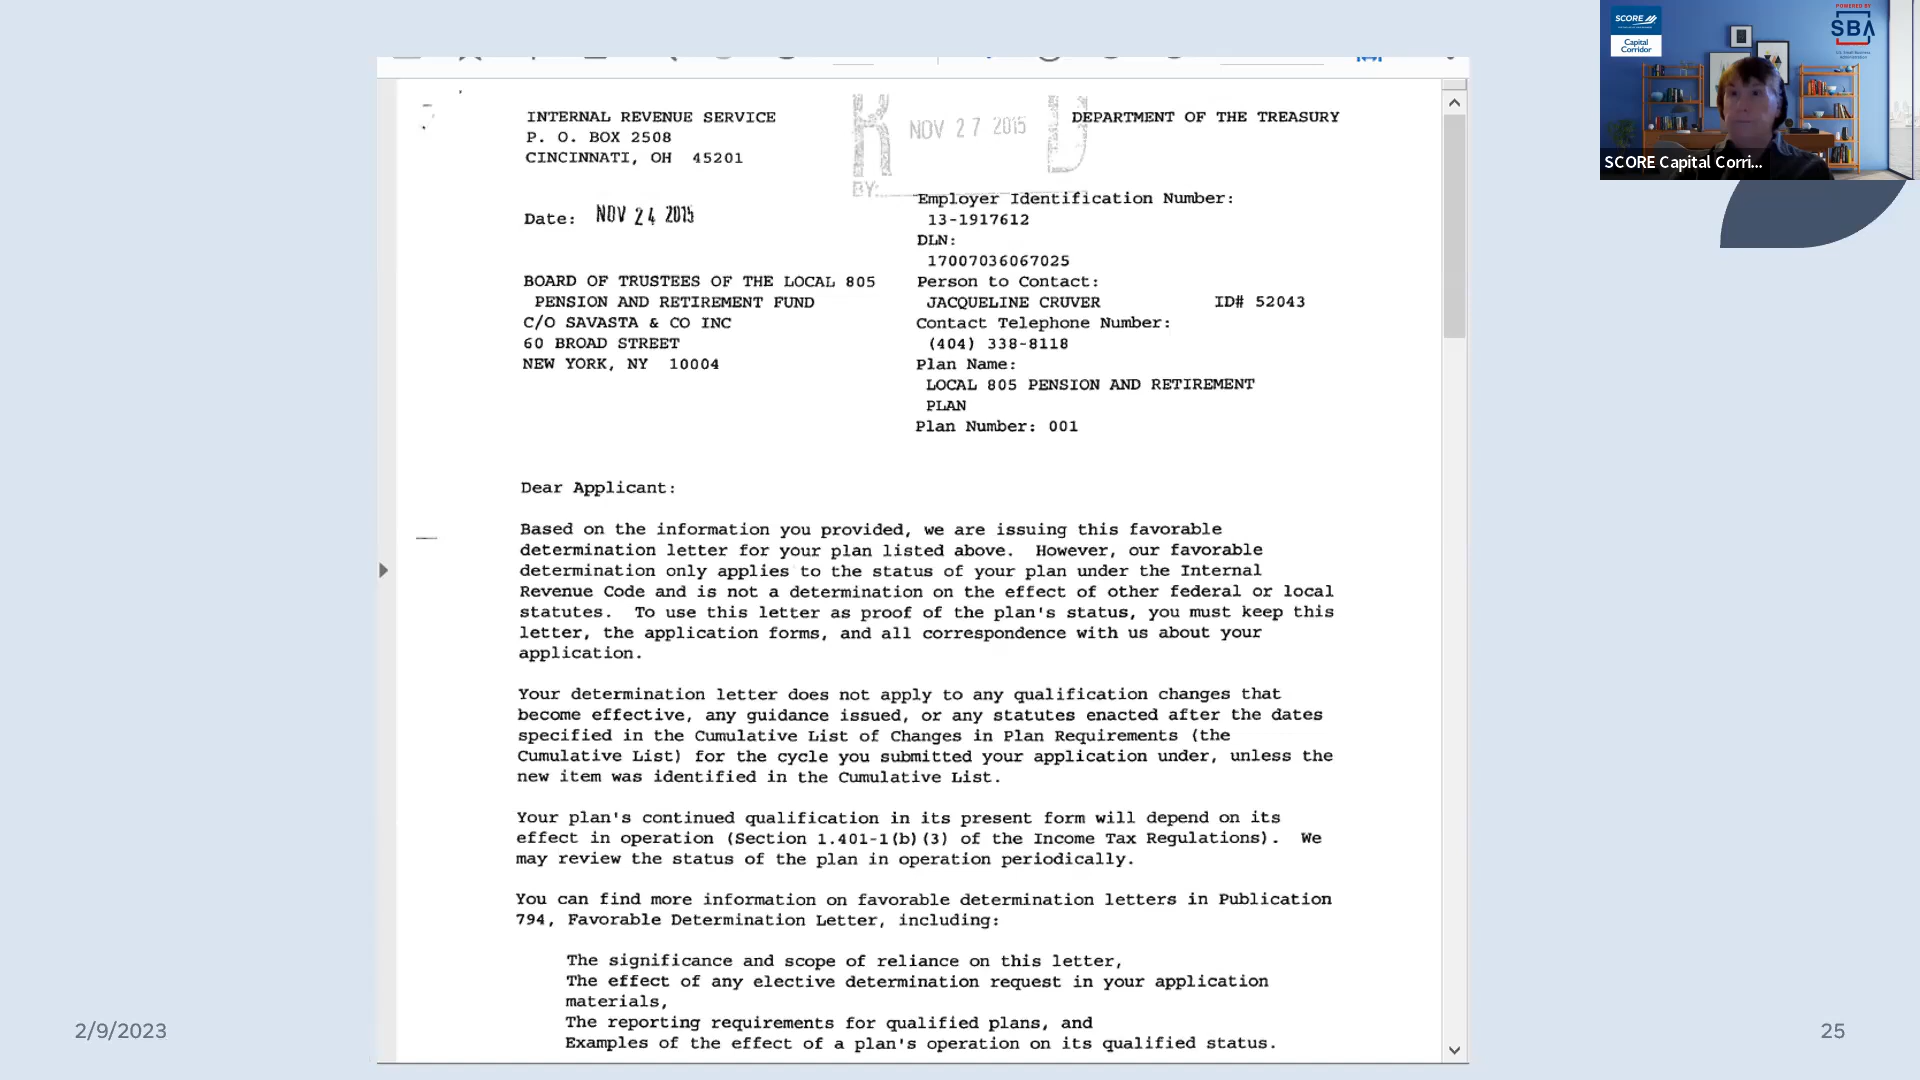 INTERNAL REVENUE SERVICE
P. O. BOX 2508
CINCINNATI, OH 45201
NOV 27 2015
BY:
DEPARTMENT OF THE TREASURY
Date: NOV 24 2015
Employer Identification Number:
13-1917612
DLN:
17007036067025
Person to Contact:
JACQUELINE CRUVER ID# 52043
Contact Telephone Number:
(404) 338-8118
Plan Name:
LOCAL 805 PENSION AND RETIREMENT
PLAN
Plan Number: 001
BOARD OF TRUSTEES OF THE LOCAL 805
PENSION AND RETIREMENT FUND
C/O SAVASTA & CO INC
60 BROAD STREET
NEW YORK, NY 10004
Dear Applicant:
Based on the information you provided, we are issuing this favorable
determination letter for your plan listed above. However, our favorable
determination only applies to the status of your plan under the Internal
Revenue Code and is not a determination on the effect of other federal or local
statutes. To use this letter as proof of the plan's status, you must keep this
letter, the application forms, and all correspondence with us about your
application.
Your determination letter does not apply to any qualification changes that
become effective, any guidance issued, or any statutes enacted after the dates
specified in the Cumulative List of Changes in Plan Requirements (the
Cumulative List) for the cycle you submitted your application under, unless the
new item was identified in the Cumulative List.
Your plan's continued qualification in its present form will depend on its
effect in operation (Section 1.401-1(b)(3) of the Income Tax Regulations). We
may review the status of the plan in operation periodically.
You can find more information on favorable determination letters in Publication
794, Favorable Determination Letter, including:
The significance and scope of reliance on this letter,
The effect of any elective determination request in your application
materials,
The reporting requirements for qualified plans, and
Examples of the effect of a plan's operation on its qualified status.
2/9/2023
25
SCORE
Capital
Corridor
POWERED BY
SBA
SCORE Capital Corri...